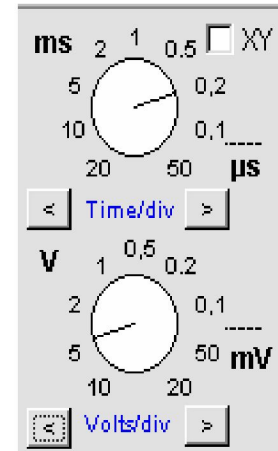 ms 2 1 0.5 XY
5 0,2
10 0,1
20 50 µs
< Time/div >
V 1 0,5 0.2
2 0,1
5 50 mV
10 20
< Volts/div >